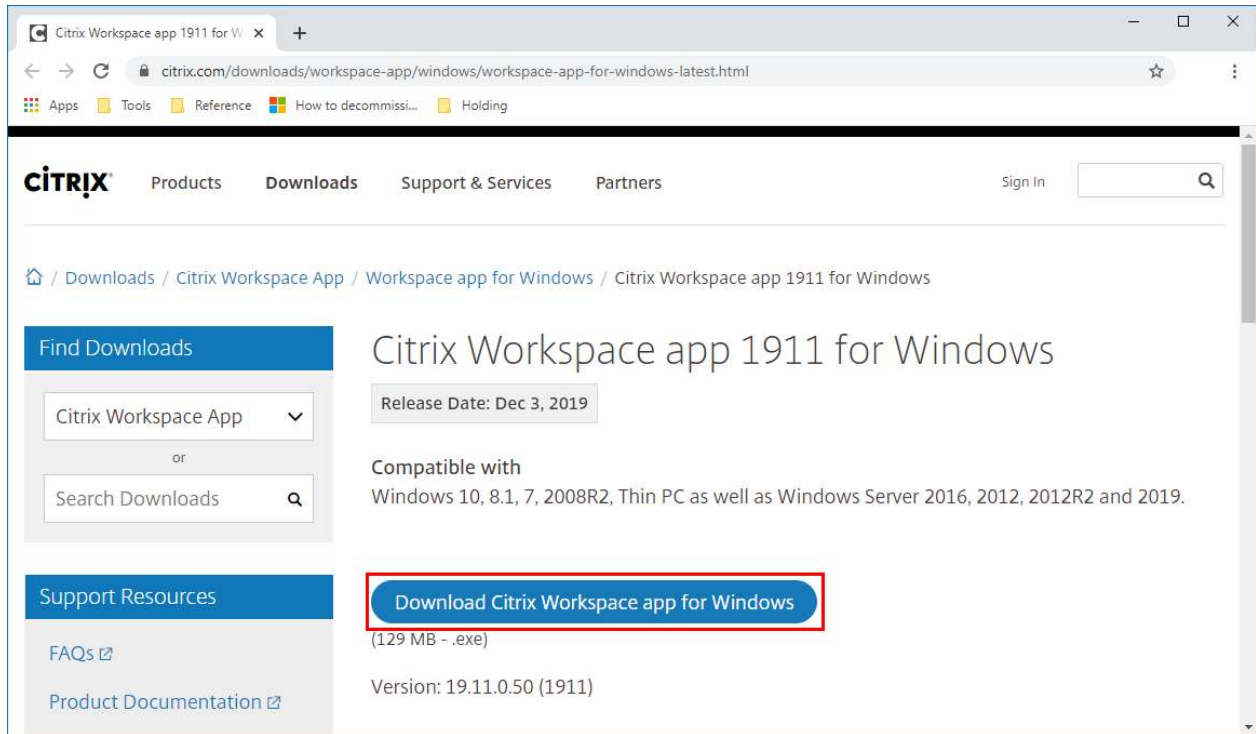 Citrix Workspace app 1911 for W
citrix.com/downloads/workspace-app/windows/workspace-app-for-windows-latest.html
Apps Tools Reference How to decommissi... Holding
CİTRIX Products Downloads Support & Services Partners Sign In
/ Downloads / Citrix Workspace App / Workspace app for Windows / Citrix Workspace app 1911 for Windows
Find Downloads
Citrix Workspace App
or
Search Downloads
Support Resources
FAQs
Product Documentation
Citrix Workspace app 1911 for Windows
Release Date: Dec 3, 2019
Compatible with
Windows 10, 8.1, 7, 2008R2, Thin PC as well as Windows Server 2016, 2012, 2012R2 and 2019.
Download Citrix Workspace app for Windows
(129 MB - .exe)
Version: 19.11.0.50 (1911)